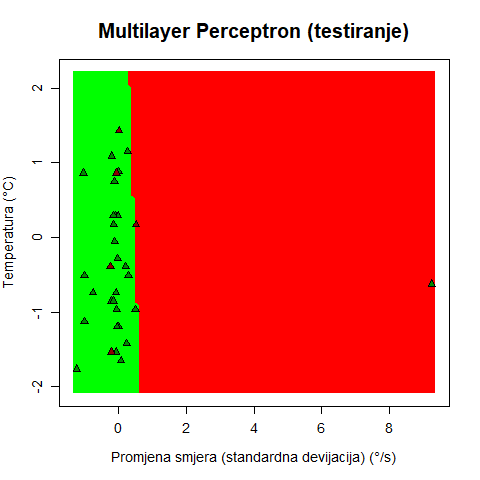 Multilayer Perceptron (testiranje)
Temperatura (°C)
2
1
0
-1
-2
0 2 4 6 8
Promjena smjera (standardna devijacija) (°/s)